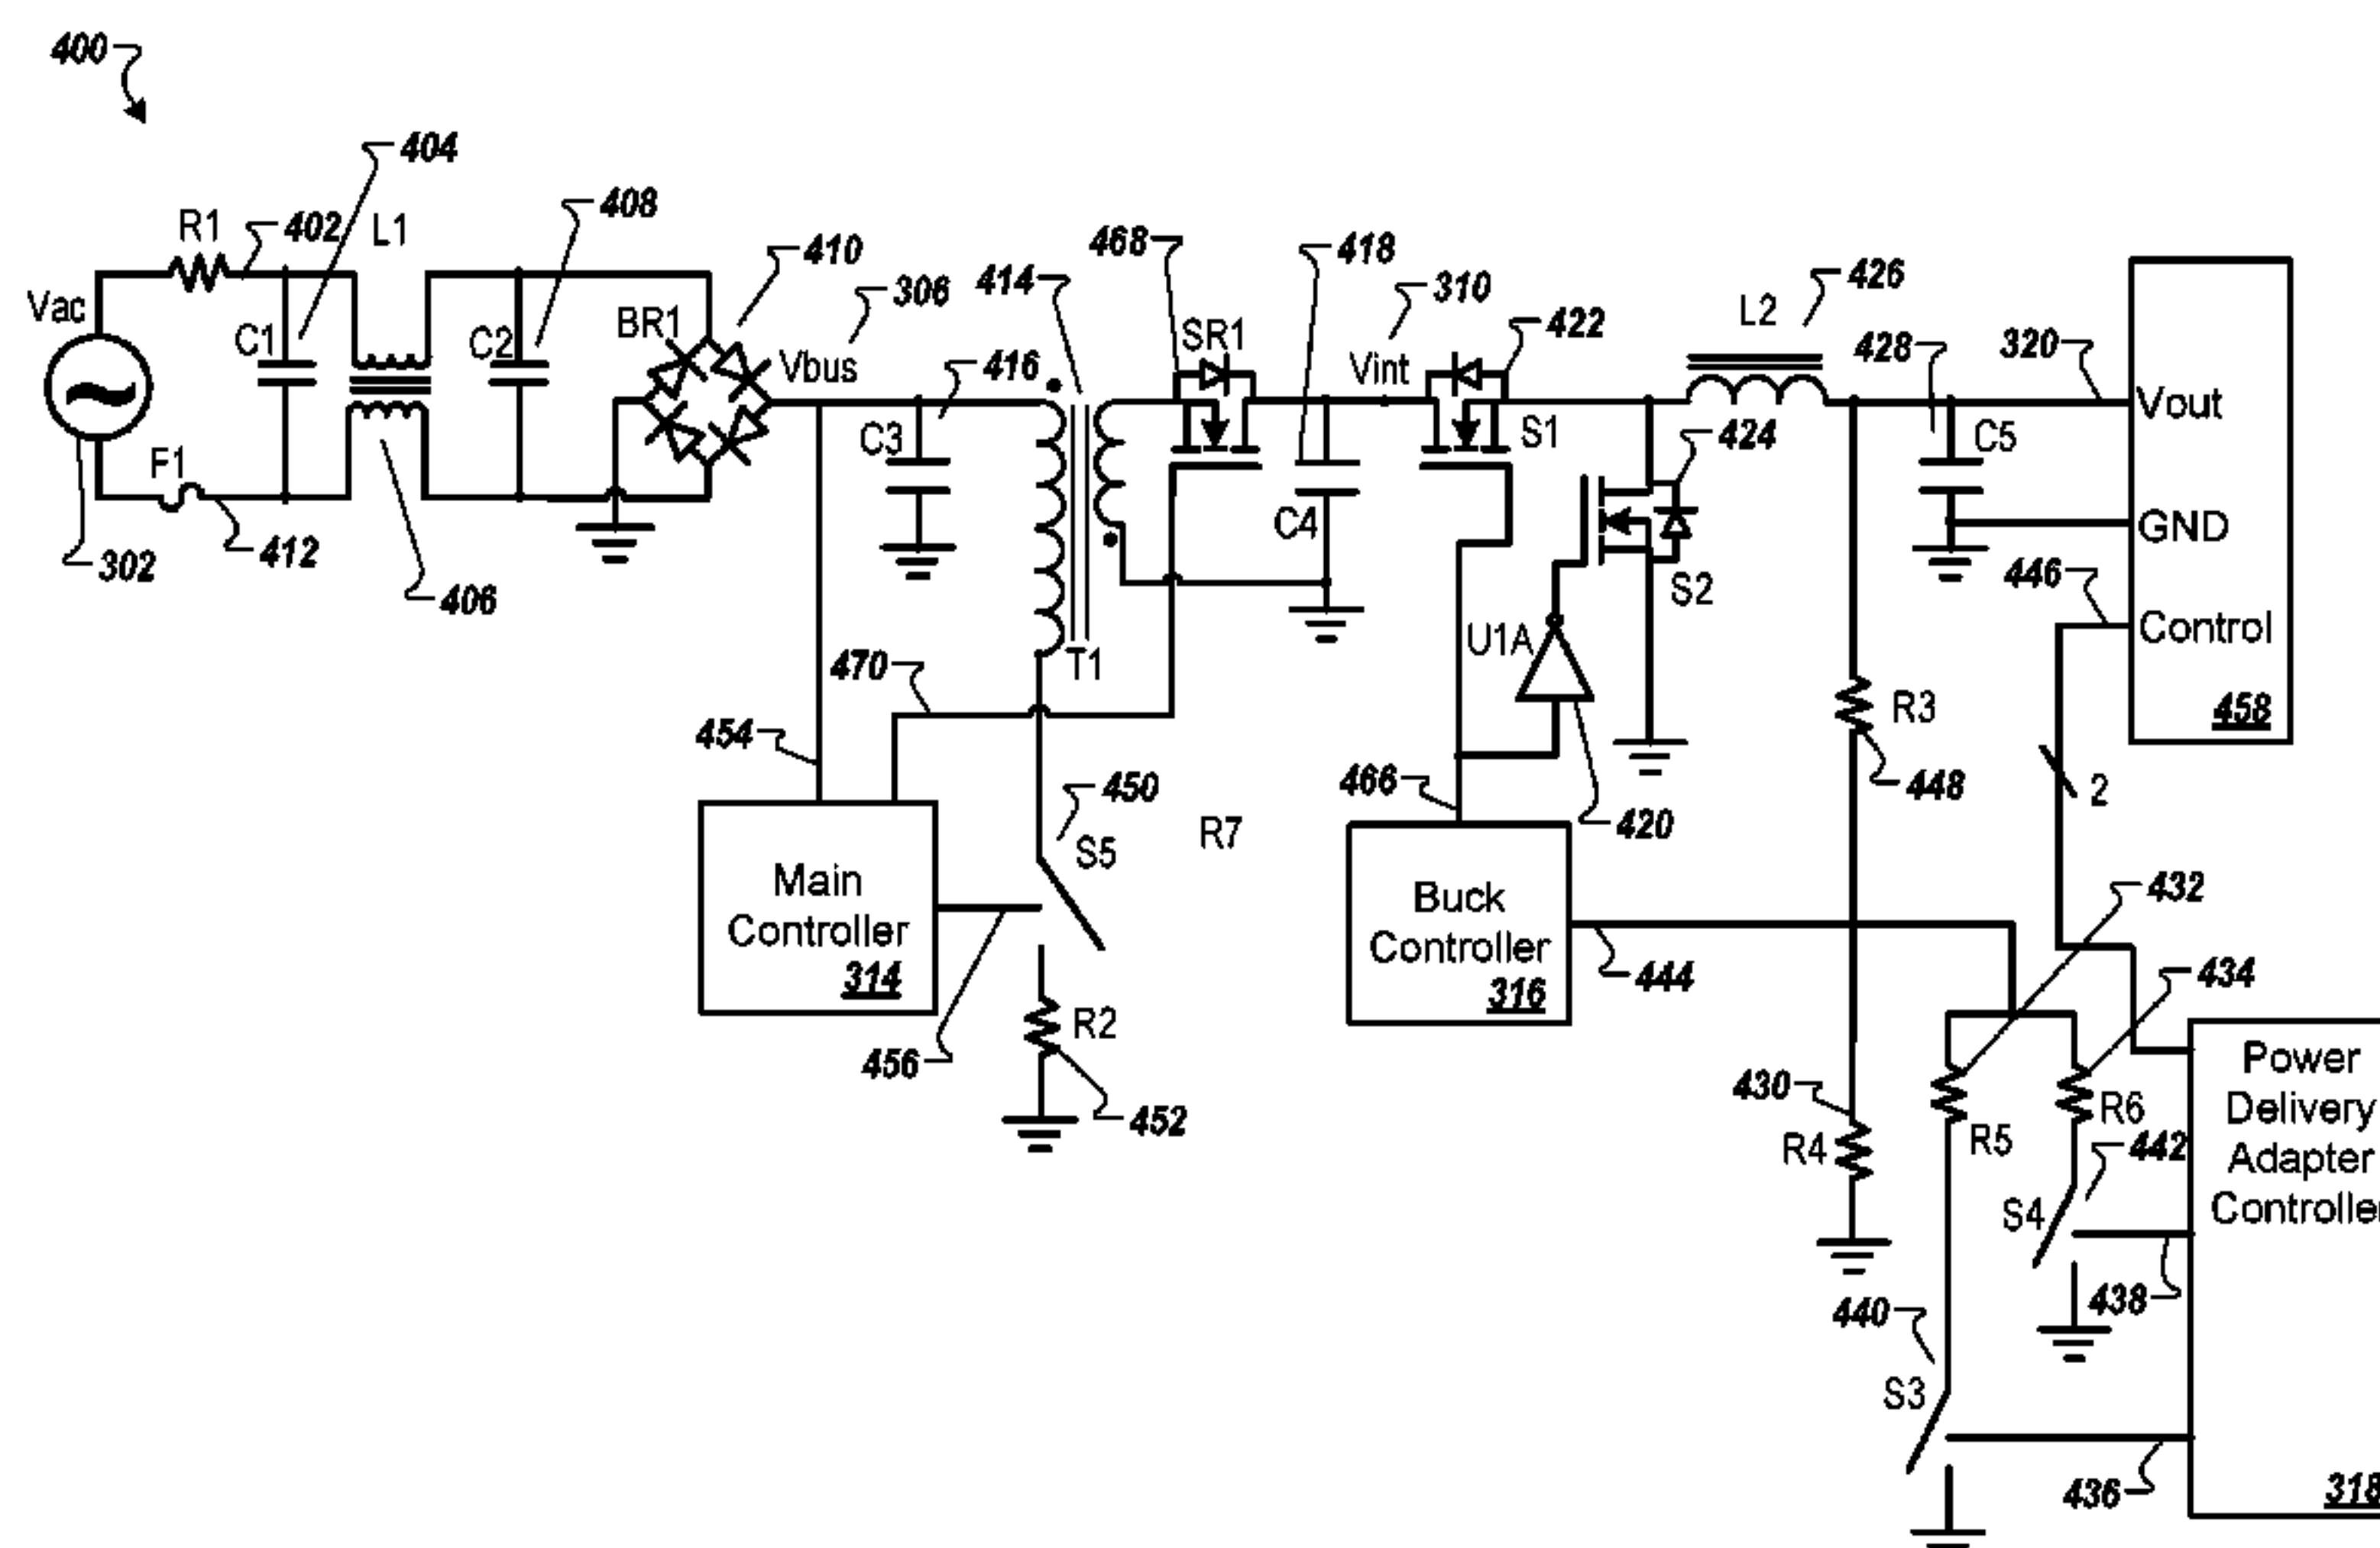 400
404
R1
402
L1
408
410
306
414
468
418
310
426
Vac
C1
C2
BR1
Vbus
416
SR1
Vint
422
L2
428
320
Vout
F1
C3
S1
424
C5
302
412
406
C4
S2
GND
446
U1A
Control
T1
470
454
R3
458
466
448
2
450
420
R7
S5
Main
Controller
314
Buck
Controller
316
444
432
434
456
R2
452
430
R4
R5
R6
442
Power
Delivery
Adapter
Controller
S4
438
440
S3
436
318